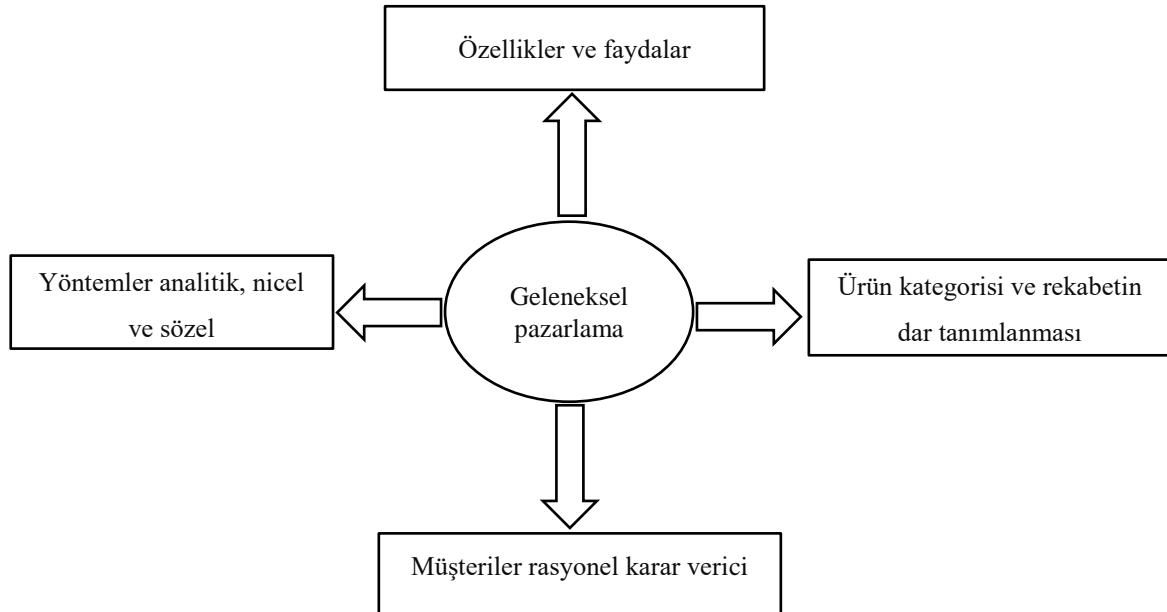 Özellikler ve faydalar
Yöntemler analitik, nicel
ve sözel
Geleneksel
pazarlama
Ürün kategorisi ve rekabetin
dar tanımlanması
Müşteriler rasyonel karar verici